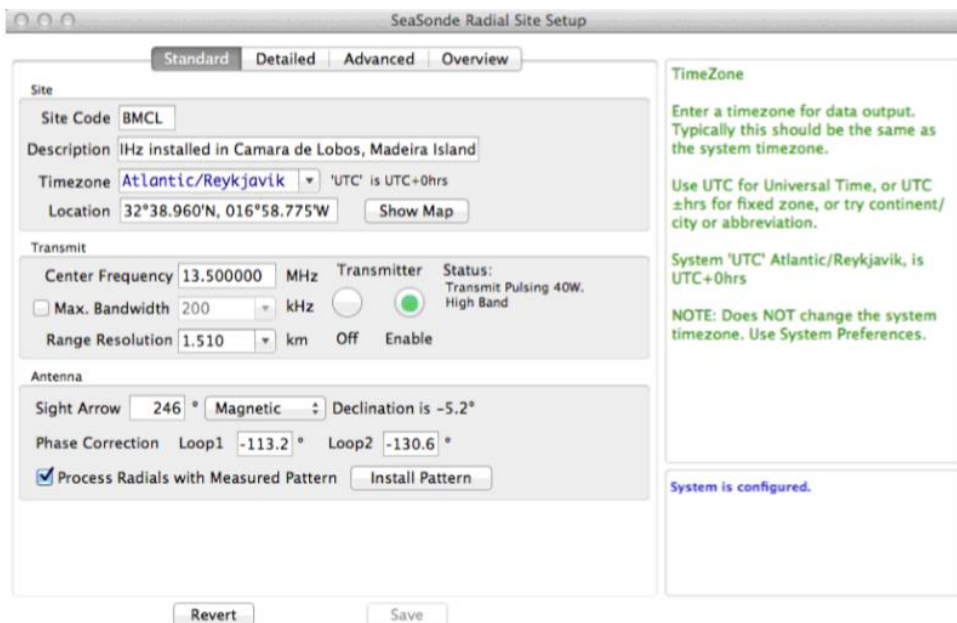 SeaSonde Radial Site Setup
Standard Detailed Advanced Overview
Site
Site Code BMCL
Description IHz installed in Camara de Lobos, Madeira Island
Timezone Atlantic/Reykjavik 'UTC' is UTC+0hrs
Location 32°38.960'N, 016°58.775'W Show Map
Transmit
Center Frequency 13.500000 MHz Transmitter Status:
Transmit Pulsing 40W.
High Band
Max. Bandwidth 200 kHz
Range Resolution 1.510 km Off Enable
Antenna
Sight Arrow 246 ° Magnetic Declination is -5.2°
Phase Correction Loop1 -113.2 ° Loop2 -130.6 °
Process Radials with Measured Pattern Install Pattern
Revert Save
TimeZone
Enter a timezone for data output.
Typically this should be the same as
the system timezone.
Use UTC for Universal Time, or UTC
±hrs for fixed zone, or try continent/
city or abbreviation.
System 'UTC' Atlantic/Reykjavik, is
UTC+0hrs
NOTE: Does NOT change the system
timezone. Use System Preferences.
System is configured.